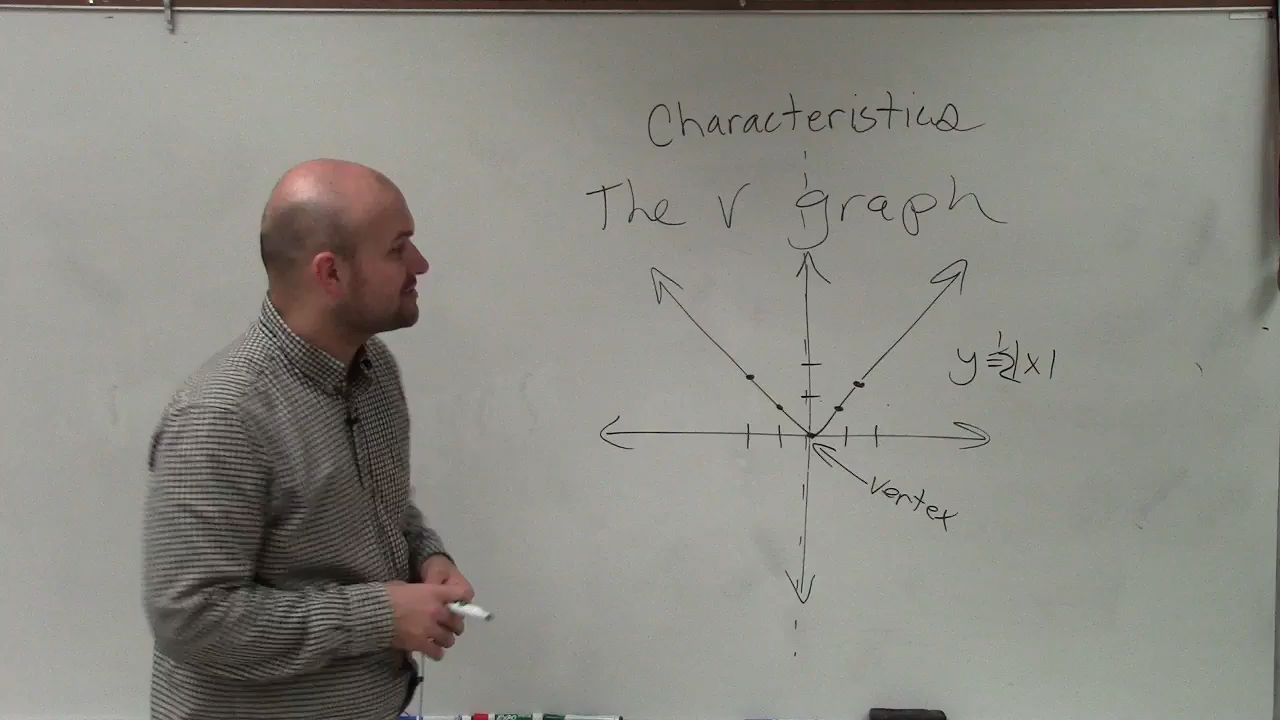 Characteristics
The V graph
y=½|x|
vertex